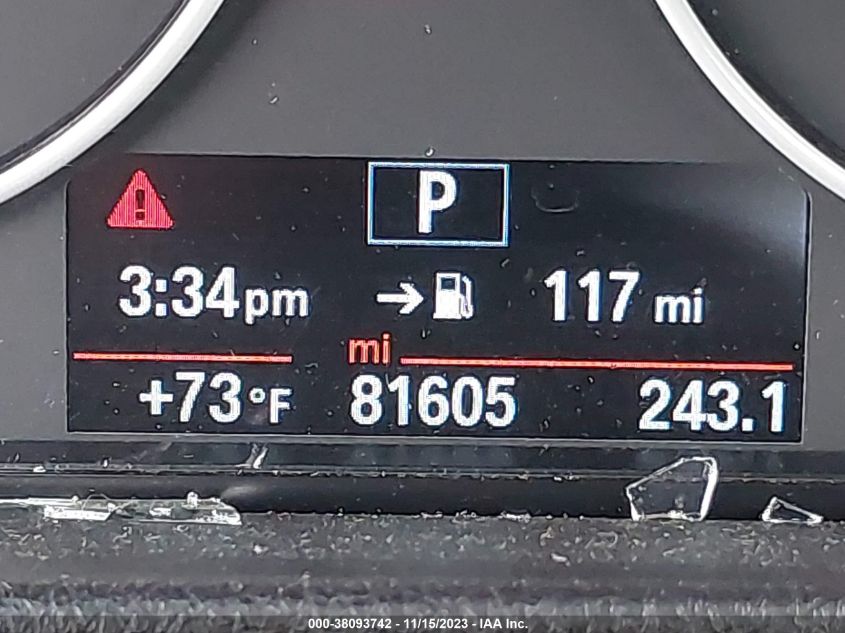 P
3:34pm → 117 mi
mi
+73°F 81605 243.1
000-38093742 - 11/15/2023 - IAA Inc.